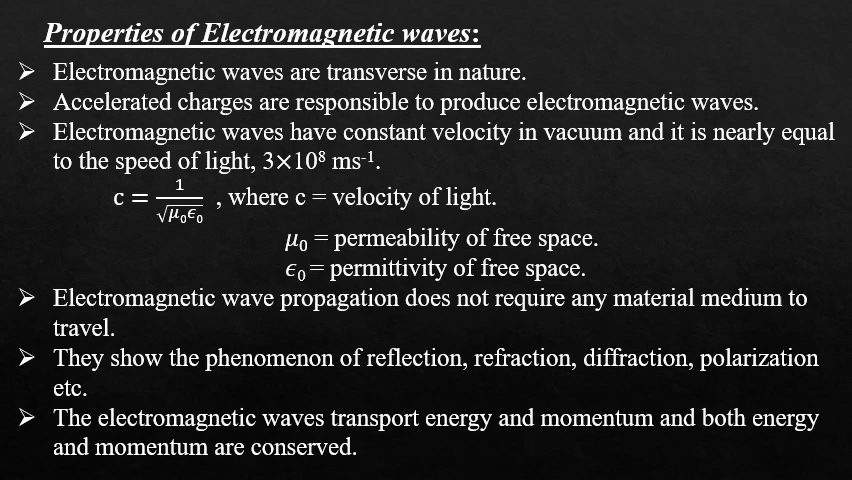 Properties of Electromagnetic waves:
➢ Electromagnetic waves are transverse in nature.
➢ Accelerated charges are responsible to produce electromagnetic waves.
➢ Electromagnetic waves have constant velocity in vacuum and it is nearly equal
to the speed of light, 3×10⁸ ms⁻¹.
c = 1/√μ₀ϵ₀ , where c = velocity of light.
μ₀ = permeability of free space.
ϵ₀ = permittivity of free space.
➢ Electromagnetic wave propagation does not require any material medium to
travel.
➢ They show the phenomenon of reflection, refraction, diffraction, polarization
etc.
➢ The electromagnetic waves transport energy and momentum and both energy
and momentum are conserved.